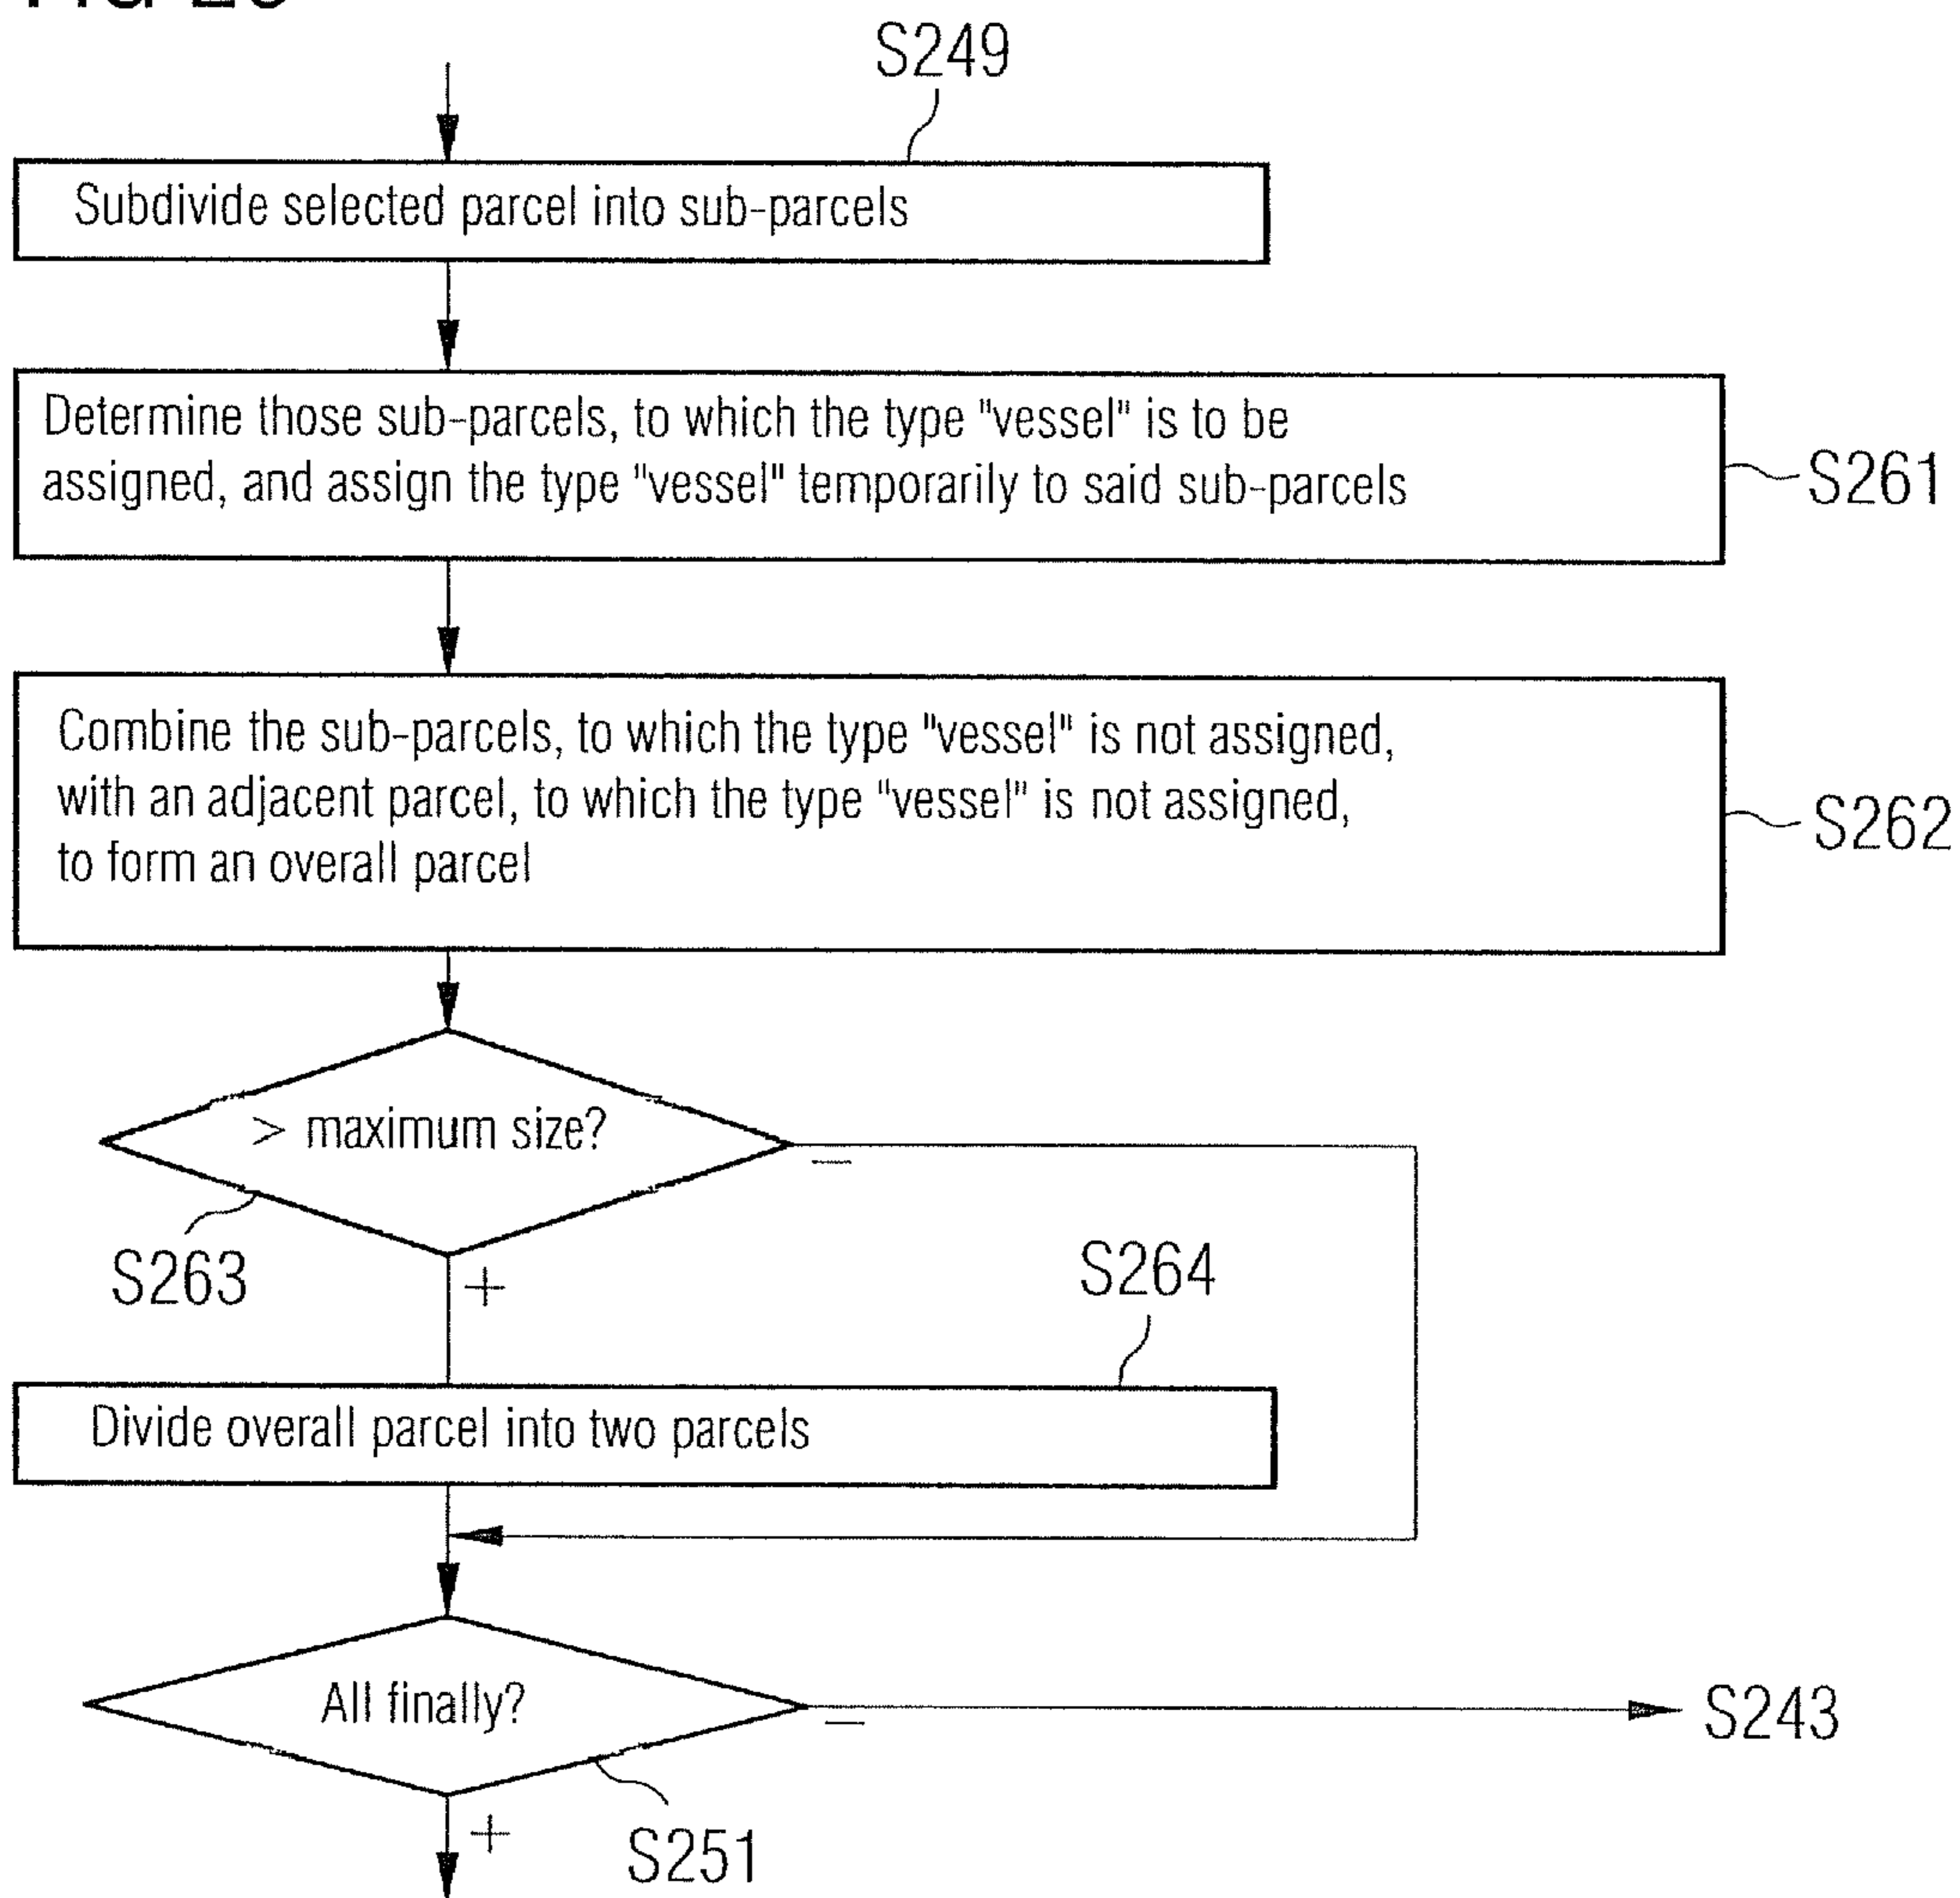 S249
Subdivide selected parcel into sub-parcels
Determine those sub-parcels, to which the type "vessel" is to be
assigned, and assign the type "vessel" temporarily to said sub-parcels
S261
Combine the sub-parcels, to which the type "vessel" is not assigned,
with an adjacent parcel, to which the type "vessel" is not assigned,
to form an overall parcel
S262
> maximum size?
−
S263
+
S264
Divide overall parcel into two parcels
All finally?
−
S243
+
S251